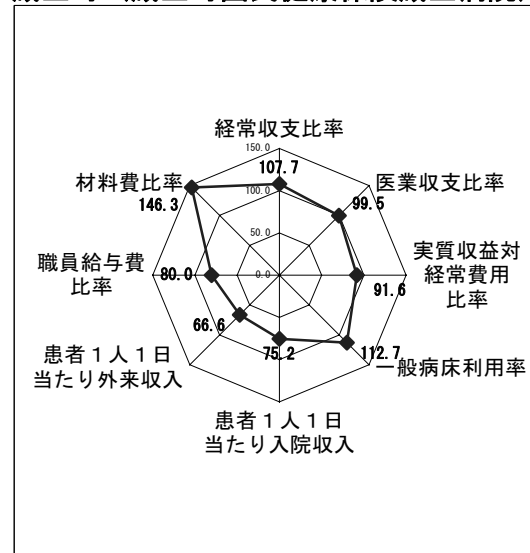 経常収支比率
150.0
107.7
材料費比率
医業収支比率
146.3
100.0
99.5
50.0
職員給与費
比率
80.0
0.0
実質収益対
経常費用
比率
91.6
66.6
75.2
112.7
患者１人１日
当たり外来収入
一般病床利用率
患者１人１日
当たり入院収入